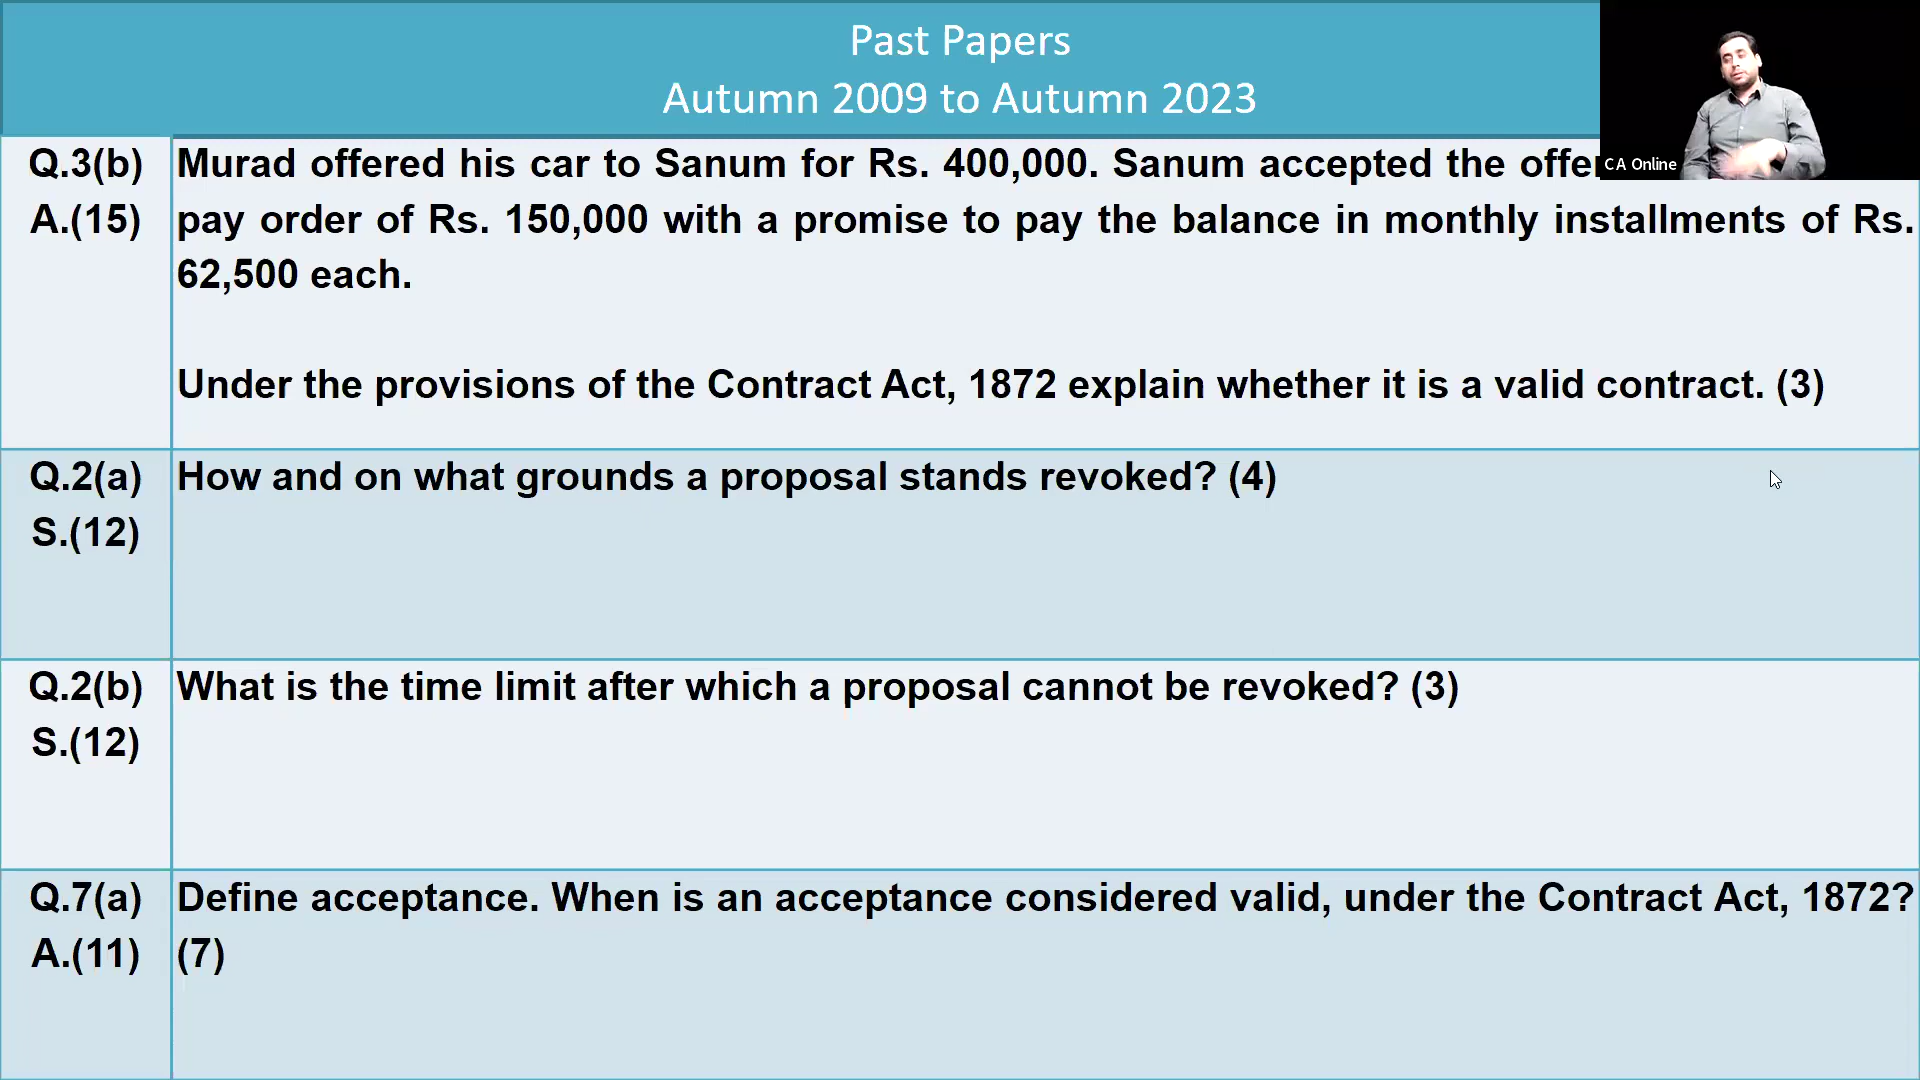 Past Papers
Autumn 2009 to Autumn 2023
C A Online
Q.3(b)
A.(15)
Murad offered his car to Sanum for Rs. 400,000. Sanum accepted the offer
pay order of Rs. 150,000 with a promise to pay the balance in monthly installments of Rs.
62,500 each.
Under the provisions of the Contract Act, 1872 explain whether it is a valid contract. (3)
Q.2(a)
S.(12)
How and on what grounds a proposal stands revoked? (4)
Q.2(b)
S.(12)
What is the time limit after which a proposal cannot be revoked? (3)
Q.7(a)
A.(11)
Define acceptance. When is an acceptance considered valid, under the Contract Act, 1872?
(7)